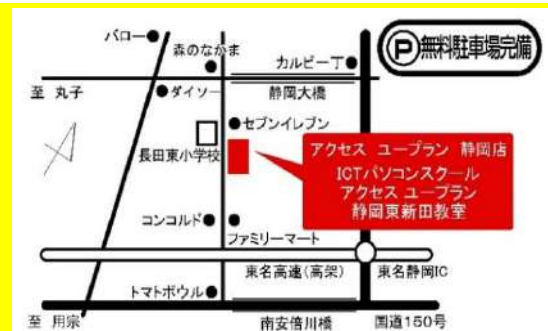 バロー
森のなかま
カルビー丁
Ⓟ無料駐車場完備
至 丸子
ダイソー
静岡大橋
セブンイレブン
長田東小学校
アクセス ユープラン 静岡店
ICTパソコンスクール
アクセス ユープラン
静岡東新田教室
コンコルド
ファミリーマート
東名高速(高架)
東名静岡IC
トマトボウル
至 用宗
南安倍川橋
国道150号